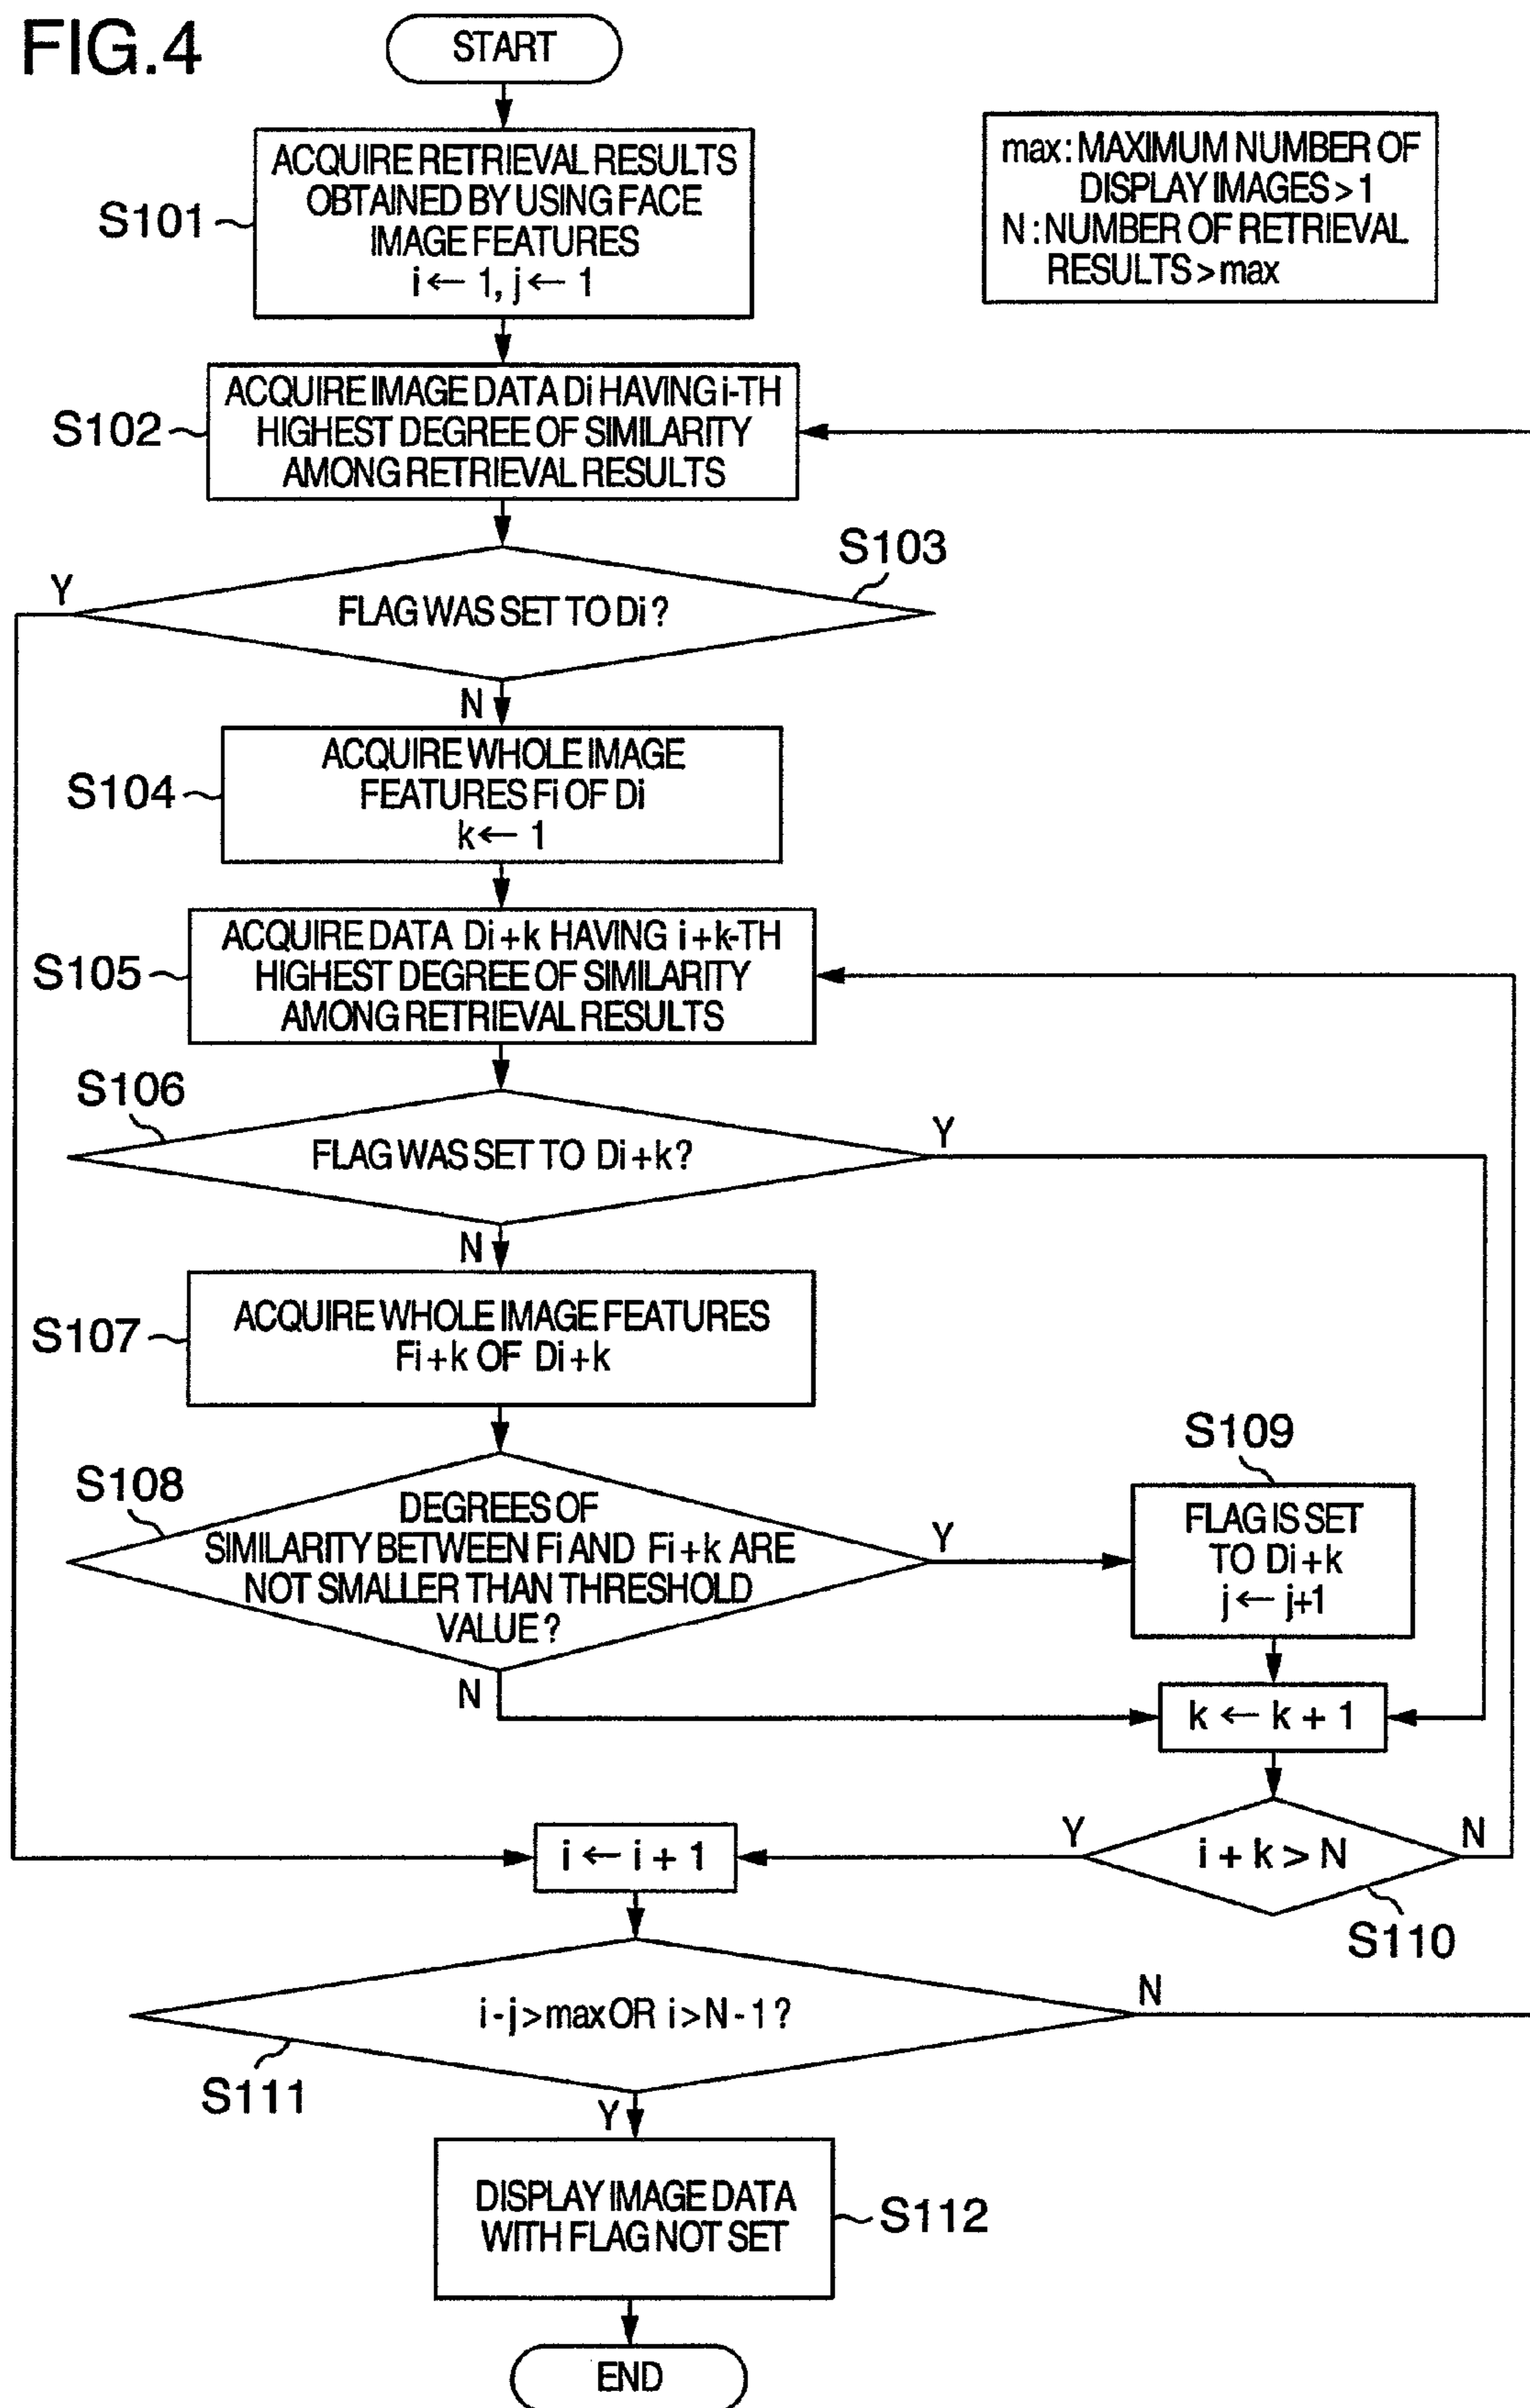 FIG.4
START
max: MAXIMUM NUMBER OF
DISPLAY IMAGES > 1
N: NUMBER OF RETRIEVAL
RESULTS > max
ACQUIRE RETRIEVAL RESULTS
OBTAINED BY USING FACE
IMAGE FEATURES
i ← 1, j ← 1
S101
ACQUIRE IMAGE DATA Di HAVING i-TH
HIGHEST DEGREE OF SIMILARITY
AMONG RETRIEVAL RESULTS
S102
S103
Y
FLAG WAS SET TO Di?
N
ACQUIRE WHOLE IMAGE
FEATURES Fi OF Di
k ← 1
S104
ACQUIRE DATA Di+k HAVING i+k-TH
HIGHEST DEGREE OF SIMILARITY
AMONG RETRIEVAL RESULTS
S105
S106
FLAG WAS SET TO Di+k?
Y
N
ACQUIRE WHOLE IMAGE FEATURES
Fi+k OF Di+k
S107
S108
DEGREES OF
SIMILARITY BETWEEN Fi AND Fi+k ARE
NOT SMALLER THAN THRESHOLD
VALUE?
Y
N
S109
FLAG IS SET
TO Di+k
j ← j+1
k ← k + 1
i + k > N
Y
N
S110
i ← i + 1
i - j > max OR i > N - 1?
N
S111
Y
DISPLAY IMAGE DATA
WITH FLAG NOT SET
S112
END